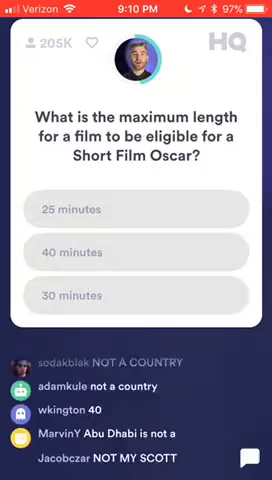 Verizon 9:10 PM 97%
205K HQ
What is the maximum length
for a film to be eligible for a
Short Film Oscar?
25 minutes
40 minutes
30 minutes
sodakblak NOT A COUNTRY
adamkule not a country
wkington 40
MarvinY Abu Dhabi is not a
Jacobczar NOT MY SCOTT